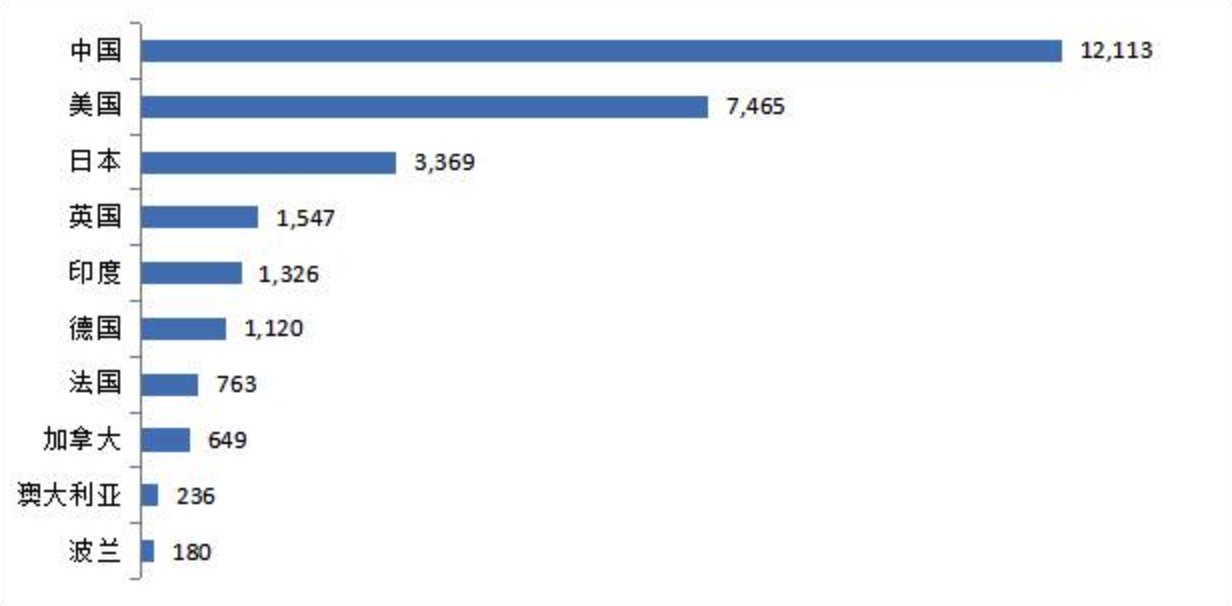 中国 12,113
美国 7,465
日本 3,369
英国 1,547
印度 1,326
德国 1,120
法国 763
加拿大 649
澳大利亚 236
波兰 180